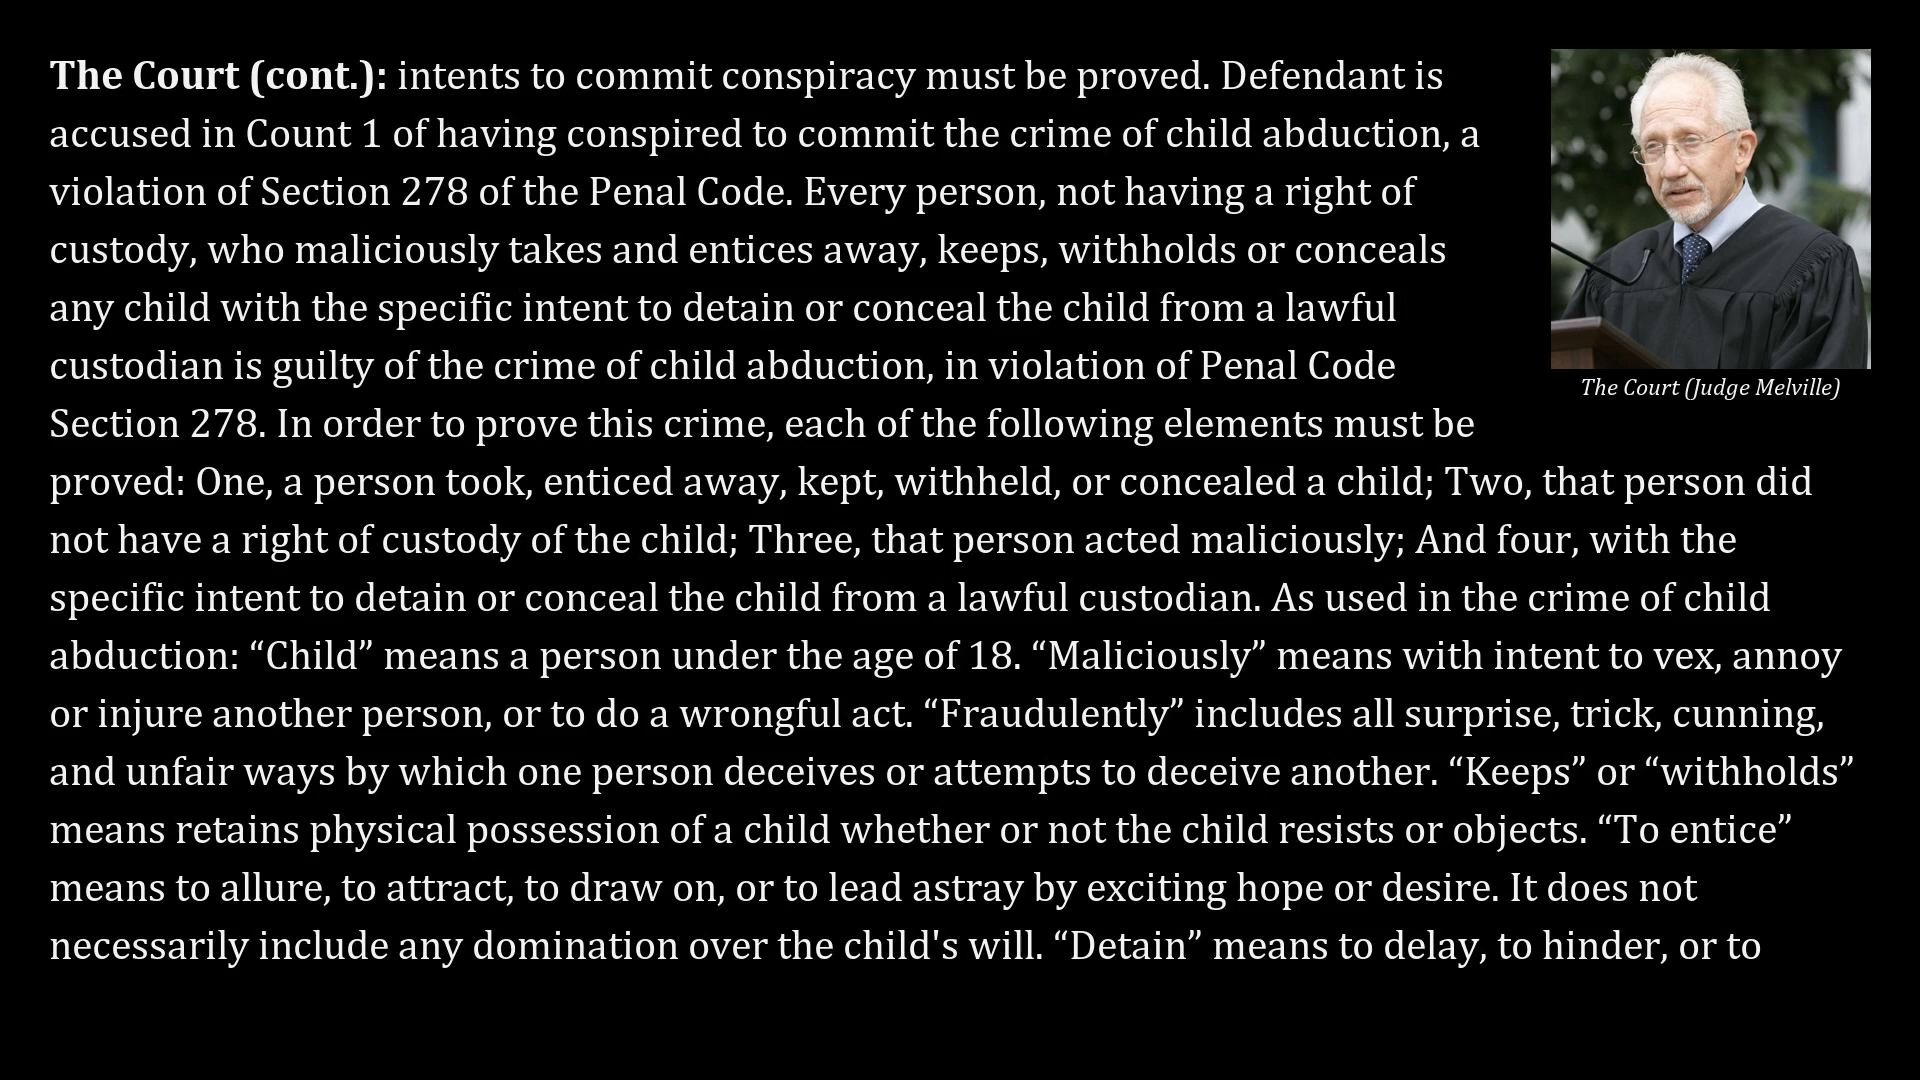 The Court (cont.): intents to commit conspiracy must be proved. Defendant is
accused in Count 1 of having conspired to commit the crime of child abduction, a
violation of Section 278 of the Penal Code. Every person, not having a right of
custody, who maliciously takes and entices away, keeps, withholds or conceals
any child with the specific intent to detain or conceal the child from a lawful
custodian is guilty of the crime of child abduction, in violation of Penal Code
Section 278. In order to prove this crime, each of the following elements must be
proved: One, a person took, enticed away, kept, withheld, or concealed a child; Two, that person did
not have a right of custody of the child; Three, that person acted maliciously; And four, with the
specific intent to detain or conceal the child from a lawful custodian. As used in the crime of child
abduction: “Child” means a person under the age of 18. “Maliciously” means with intent to vex, annoy
or injure another person, or to do a wrongful act. “Fraudulently” includes all surprise, trick, cunning,
and unfair ways by which one person deceives or attempts to deceive another. “Keeps” or “withholds”
means retains physical possession of a child whether or not the child resists or objects. “To entice”
means to allure, to attract, to draw on, or to lead astray by exciting hope or desire. It does not
necessarily include any domination over the child's will. “Detain” means to delay, to hinder, or to
The Court (Judge Melville)